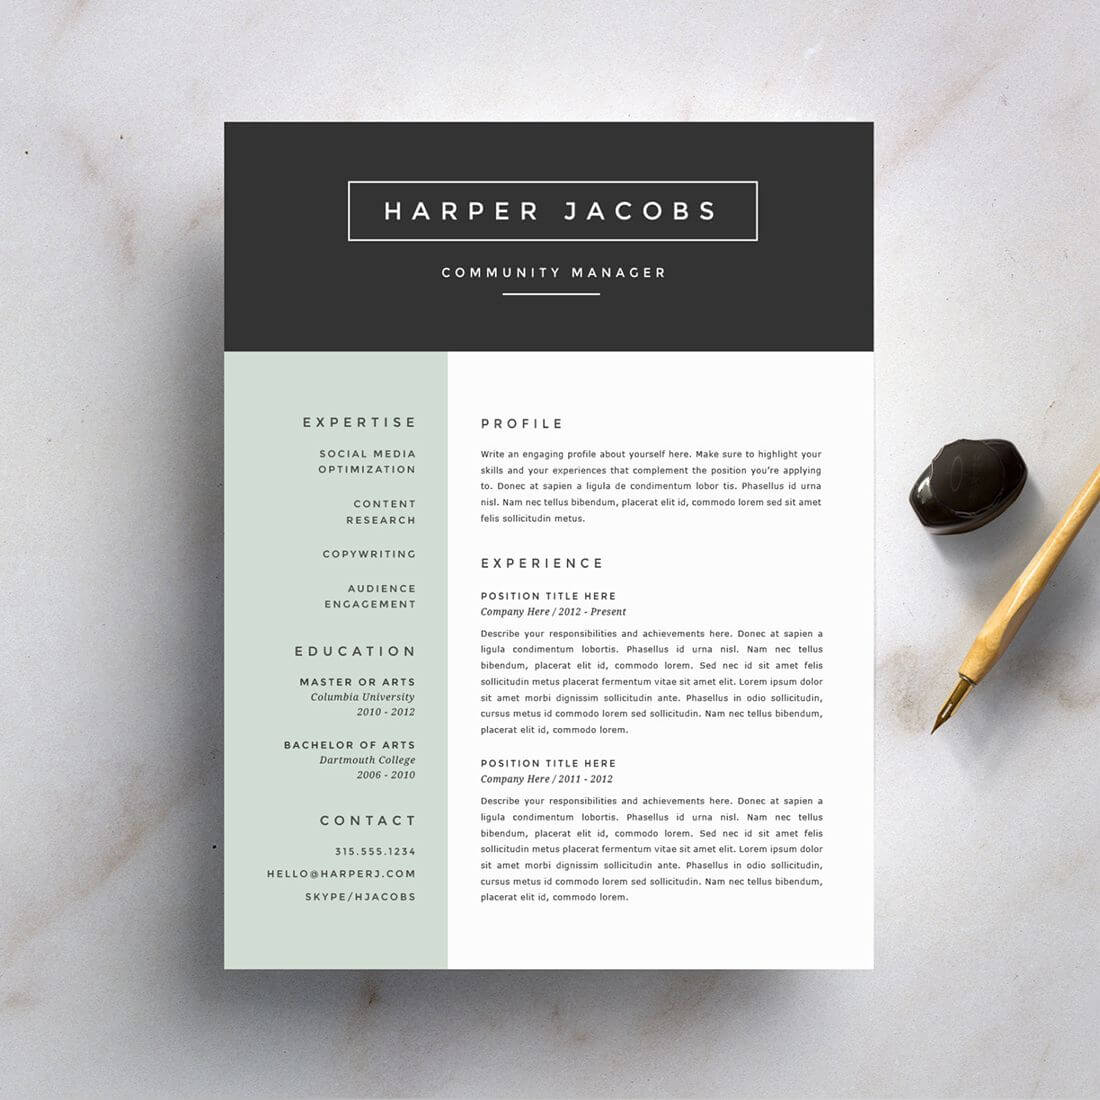 HARPER JACOBS
COMMUNITY MANAGER
EXPERTISE
SOCIAL MEDIA
OPTIMIZATION
CONTENT
RESEARCH
COPYWRITING
AUDIENCE
ENGAGEMENT
EDUCATION
MASTER OR ARTS
Columbia University
2010 - 2012
BACHELOR OF ARTS
Dartmouth College
2006 - 2010
CONTACT
315.555.1234
HELLO@HARPERJ.COM
SKYPE/HJACOBS
PROFILE
Write an engaging profile about yourself here. Make sure to highlight your
skills and your experiences that complement the position you're applying
to. Donec at sapien a ligula de condimentum lobor tis. Phasellus id urna
nisl. Nam nec tellus bibendum, placerat elit id, commodo lorem sed sit amet
felis sollicitudin metus.
EXPERIENCE
POSITION TITLE HERE
Company Here / 2012 - Present
Describe your responsibilities and achievements here. Donec at sapien a
ligula condimentum lobortis. Phasellus id urna nisl. Nam nec tellus
bibendum, placerat elit id, commodo lorem. Sed nec id sit amet felis
sollicitudin metus placerat fermentum vitae sit amet elit. Lorem ipsum dolor
sit amet morbi dignissim sollicitudin ante. Phasellus in odio sollicitudin,
cursus metus id commodo lorem sed sit amet. Nam nec tellus bibendum,
placerat elit id, commodo lorem.
POSITION TITLE HERE
Company Here / 2011 - 2012
Describe your responsibilities and achievements here. Donec at sapien a
ligula condimentum lobortis. Phasellus id urna nisl. Nam nec tellus
bibendum, placerat elit id, commodo lorem. Sed nec id sit amet felis
sollicitudin metus placerat fermentum vitae sit amet elit. Lorem ipsum dolor
sit amet morbi dignissim sollicitudin ante. Phasellus in odio sollicitudin,
cursus metus id commodo lorem sed sit amet. Nam nec tellus bibendum,
placerat elit id, commodo lorem.